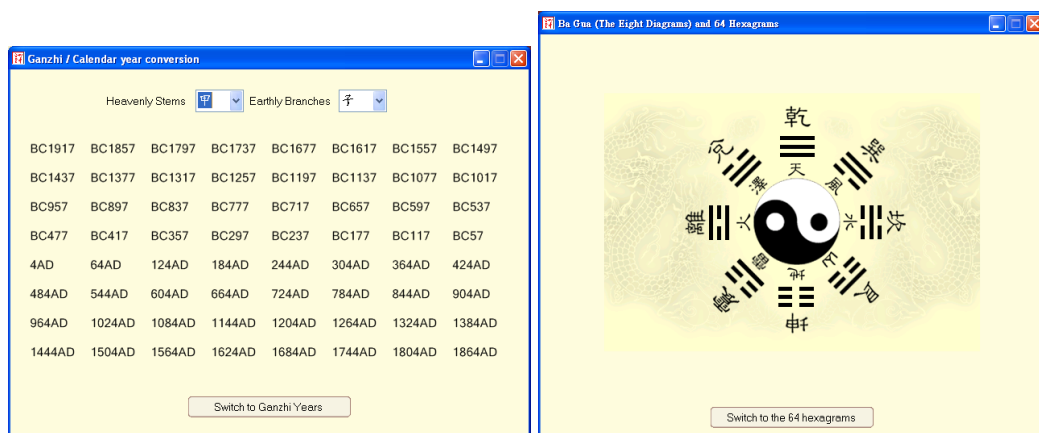 Ganzhi / Calendar year conversion
Heavenly Stems 甲 Earthly Branches 子
BC1917 BC1857 BC1797 BC1737 BC1677 BC1617 BC1557 BC1497
BC1437 BC1377 BC1317 BC1257 BC1197 BC1137 BC1077 BC1017
BC957 BC897 BC837 BC777 BC717 BC657 BC597 BC537
BC477 BC417 BC357 BC297 BC237 BC177 BC117 BC57
4AD 64AD 124AD 184AD 244AD 304AD 364AD 424AD
484AD 544AD 604AD 664AD 724AD 784AD 844AD 904AD
964AD 1024AD 1084AD 1144AD 1204AD 1264AD 1324AD 1384AD
1444AD 1504AD 1564AD 1624AD 1684AD 1744AD 1804AD 1864AD
Switch to Ganzhi Years
Ba Gua (The Eight Diagrams) and 64 Hexagrams
乾
天
兌
澤
巽
風
離
火
水
坎
震
雷
山
艮
地
坤
Switch to the 64 hexagrams